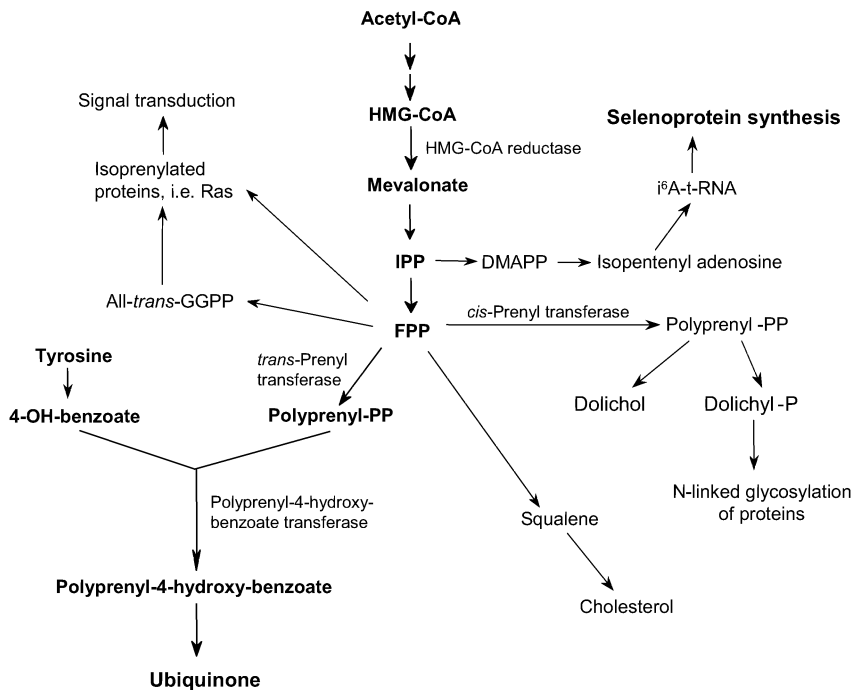 Acetyl-CoA
Signal transduction
HMG-CoA
Selenoprotein synthesis
HMG-CoA reductase
Isoprenylated
proteins, i.e. Ras
Mevalonate
i⁶A-t-RNA
IPP
DMAPP
Isopentenyl adenosine
All-trans-GGPP
cis-Prenyl transferase
FPP
Polyprenyl -PP
Tyrosine
trans-Prenyl
transferase
4-OH-benzoate
Polyprenyl-PP
Dolichol
Dolichyl-P
Polyprenyl-4-hydroxy-
benzoate transferase
N-linked glycosylation
of proteins
Squalene
Polyprenyl-4-hydroxy-benzoate
Cholesterol
Ubiquinone